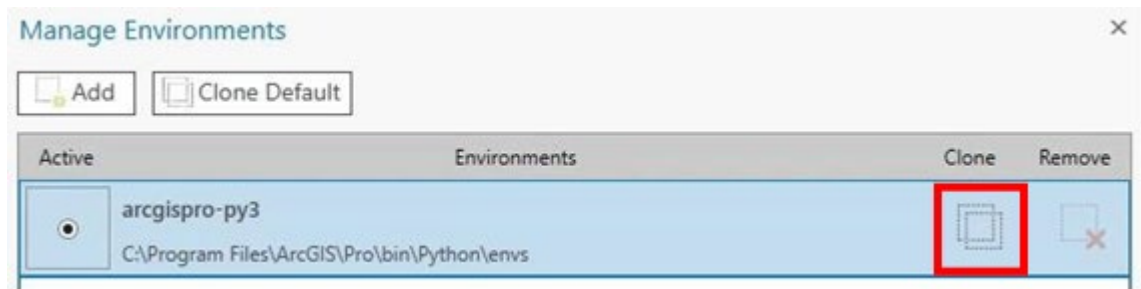 Manage Environments
Add Clone Default
Active Environments Clone Remove
arcgispro-py3
C:\Program Files\ArcGIS\Pro\bin\Python\envs